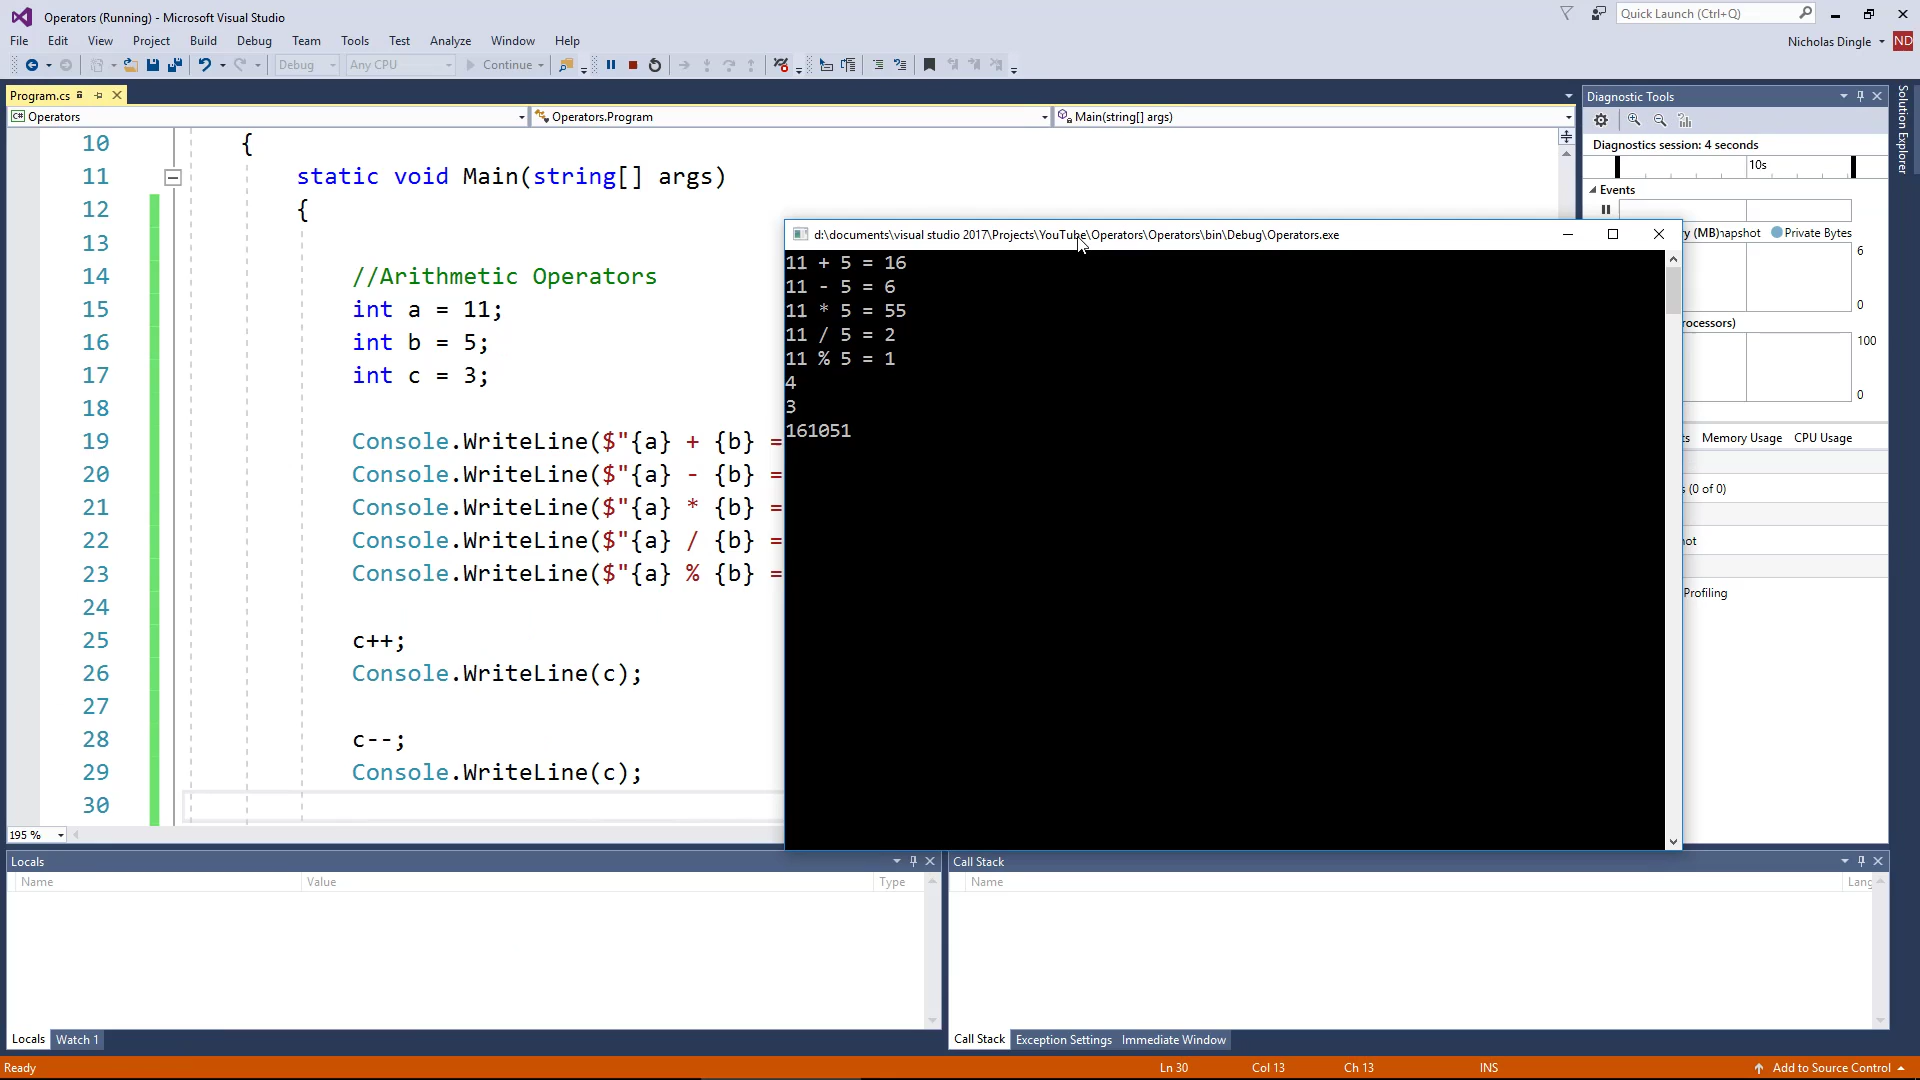 Operators (Running) - Microsoft Visual Studio
Quick Launch (Ctrl+Q)
File Edit View Project Build Debug Team Tools Test Analyze Window Help
Nicholas Dingle ND
Debug Any CPU Continue
Program.cs
Diagnostic Tools
Solution Explorer
C# Operators
Operators.Program
Main(string[] args)
10 {
11 static void Main(string[] args)
12 {
13
14 //Arithmetic Operators
15 int a = 11;
16 int b = 5;
17 int c = 3;
18
19 Console.WriteLine($"{a} + {b} =
20 Console.WriteLine($"{a} - {b} =
21 Console.WriteLine($"{a} * {b} =
22 Console.WriteLine($"{a} / {b} =
23 Console.WriteLine($"{a} % {b} =
24
25 c++;
26 Console.WriteLine(c);
27
28 c--;
29 Console.WriteLine(c);
30
195 %
d:\documents\visual studio 2017\Projects\YouTube\Operators\Operators\bin\Debug\Operators.exe
11 + 5 = 16
11 - 5 = 6
11 * 5 = 55
11 / 5 = 2
11 % 5 = 1
4
3
161051
Diagnostics session: 4 seconds
10s
Events
y (MB) napshot Private Bytes
6
0
rocessors)
100
0
ts Memory Usage CPU Usage
s (0 of 0)
hot
Profiling
Locals
Name Value Type
Locals Watch 1
Call Stack
Name Lang
Call Stack Exception Settings Immediate Window
Ready
Ln 30 Col 13 Ch 13 INS
Add to Source Control